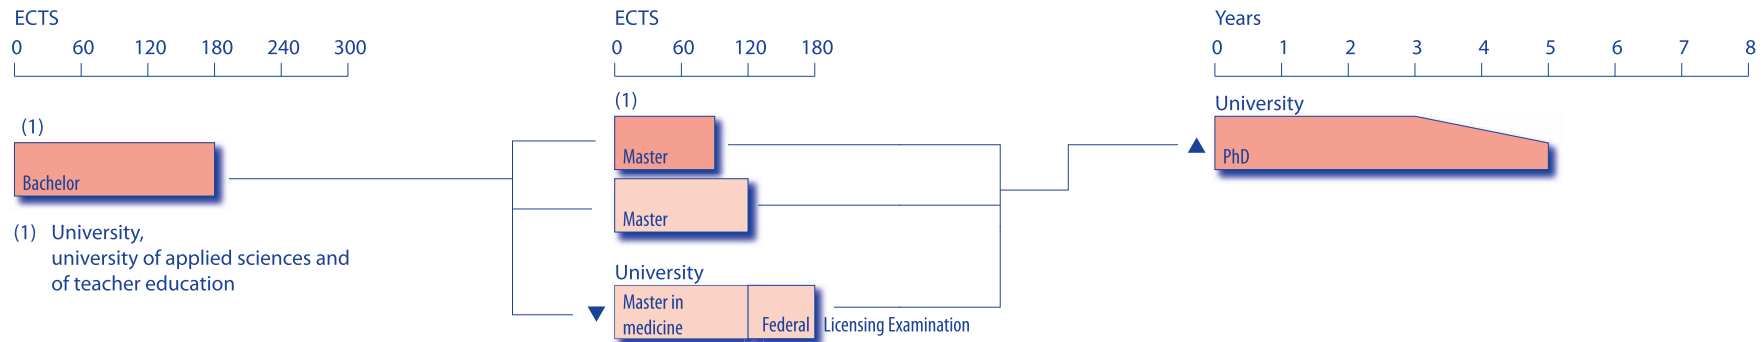 ECTS
0 60 120 180 240 300
(1)
Bachelor
(1) University,
university of applied sciences and
of teacher education
ECTS
0 60 120 180
(1)
Master
Master
University
Master in
medicine
Federal Licensing Examination
Years
0 1 2 3 4 5 6 7 8
University
PhD